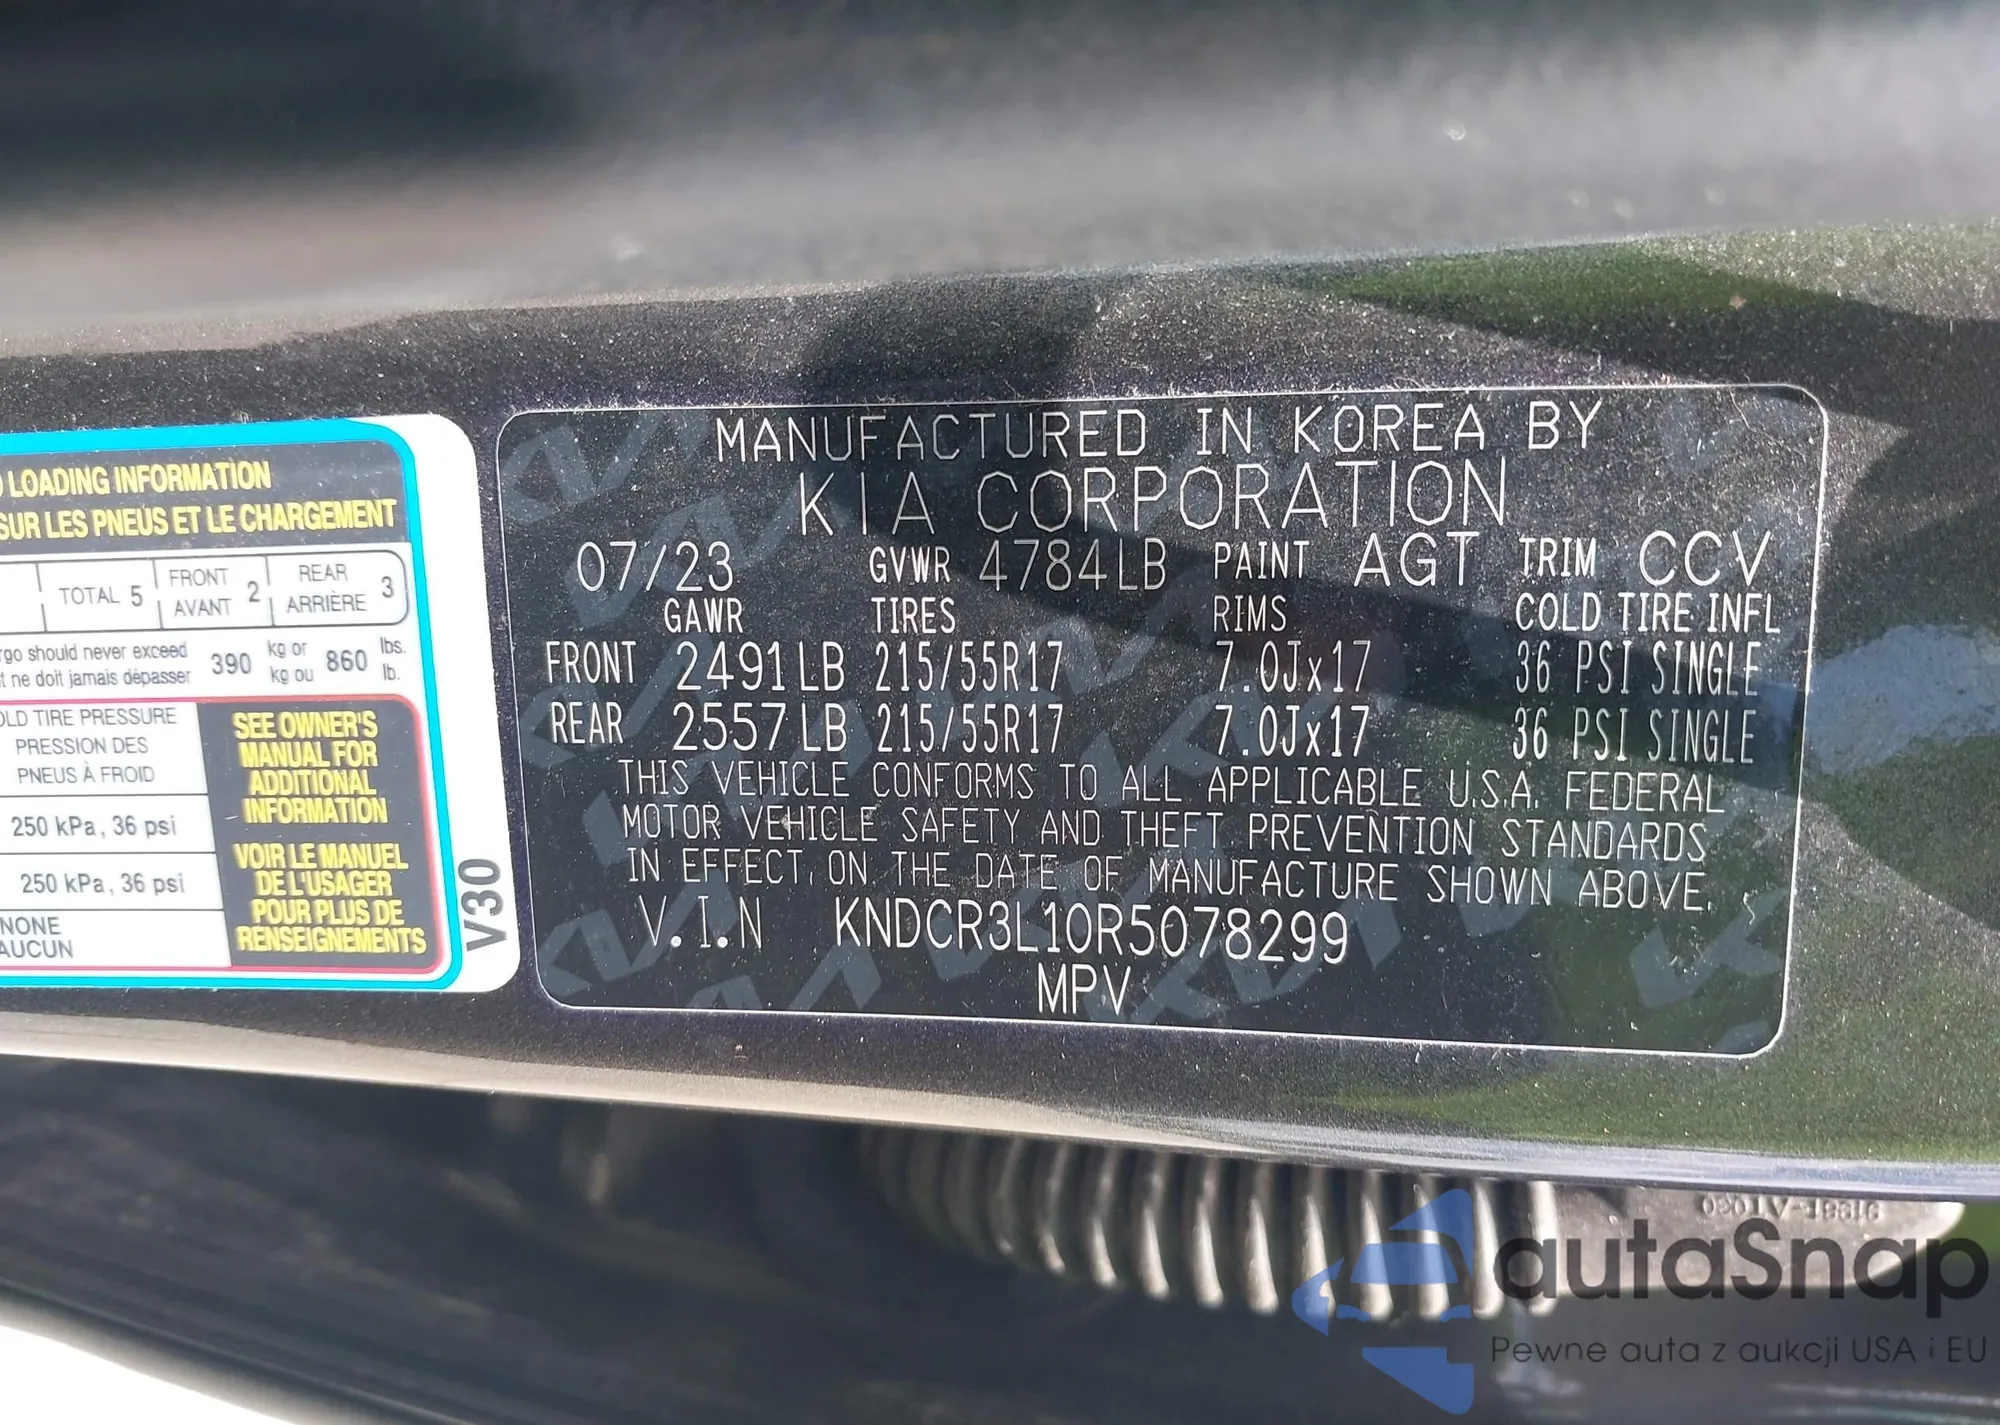 LOADING INFORMATION
SUR LES PNEUS ET LE CHARGEMENT
TOTAL 5
FRONT
AVANT 2
REAR
ARRIÈRE 3
should never exceed
ne doit jamais dépasser
390 kg or
kg ou 860 lbs.
lb.
TIRE PRESSURE
PRESSION DES
PNEUS À FROID
250 kPa, 36 psi
250 kPa, 36 psi
NONE
AUCUN
SEE OWNER'S
MANUAL FOR
ADDITIONAL
INFORMATION
VOIR LE MANUEL
DE L'USAGER
POUR PLUS DE
RENSEIGNEMENTS
V30
MANUFACTURED IN KOREA BY
KIA CORPORATION
07/23 GVWR 4784LB PAINT AGT TRIM CCV
GAWR TIRES RIMS COLD TIRE INFL
FRONT 2491LB 215/55R17 7.0Jx17 36 PSI SINGLE
REAR 2557LB 215/55R17 7.0Jx17 36 PSI SINGLE
THIS VEHICLE CONFORMS TO ALL APPLICABLE U.S.A. FEDERAL
MOTOR VEHICLE SAFETY AND THEFT PREVENTION STANDARDS
IN EFFECT, ON THE DATE OF MANUFACTURE SHOWN ABOVE.
V.I.N KNDCR3L10R5078299
MPV
autaSnap
Pewne auta z aukcji USA i EU